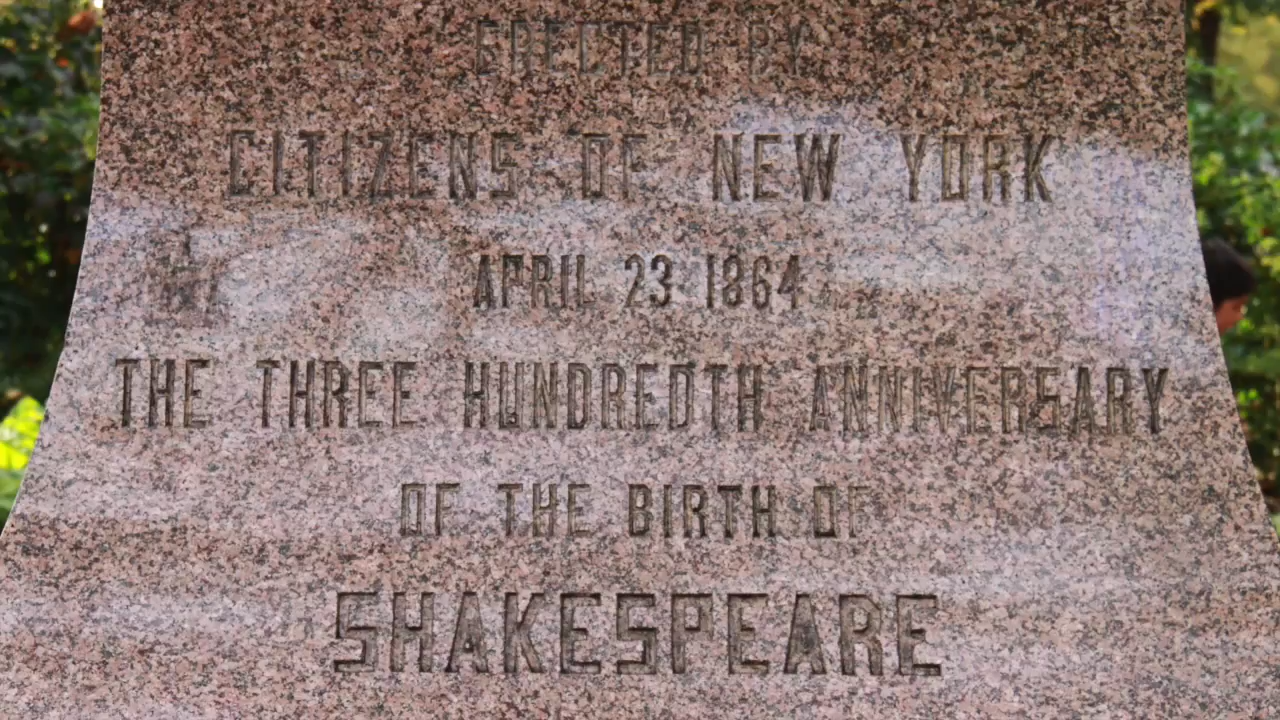 ERECTED BY
CITIZENS OF NEW YORK
APRIL 23 1864
THE THREE HUNDREDTH ANNIVERSARY
OF THE BIRTH OF
SHAKESPEARE